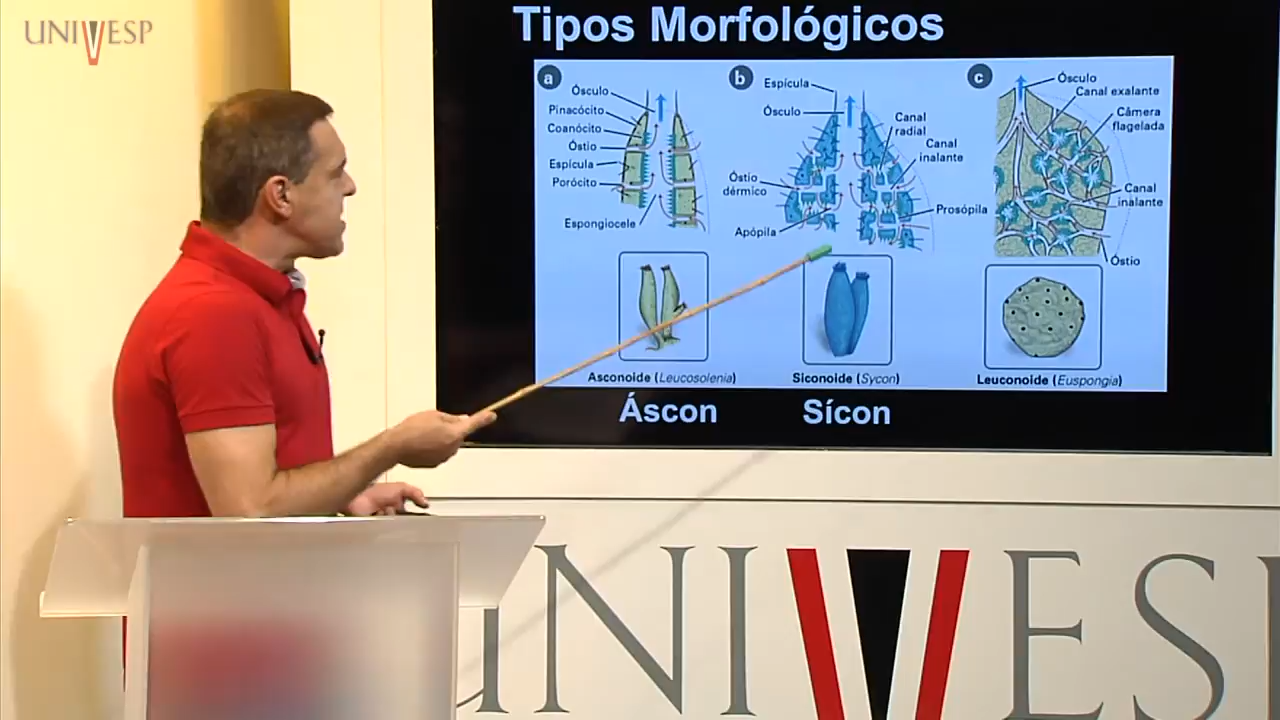 UNIVESP
Tipos Morfológicos
a
Ósculo
Pinacócito
Coanócito
Óstio
Espícula
Porócito
Espongiocele
Asconoide (Leucosolenia)
Áscon
b
Espícula
Ósculo
Canal
radial
Canal
inalante
Óstio
dérmico
Prosópila
Apópila
Siconoide (Sycon)
Sícon
c
Ósculo
Canal exalante
Câmera
flagelada
Canal
inalante
Óstio
Leuconoide (Euspongia)
UNIVES